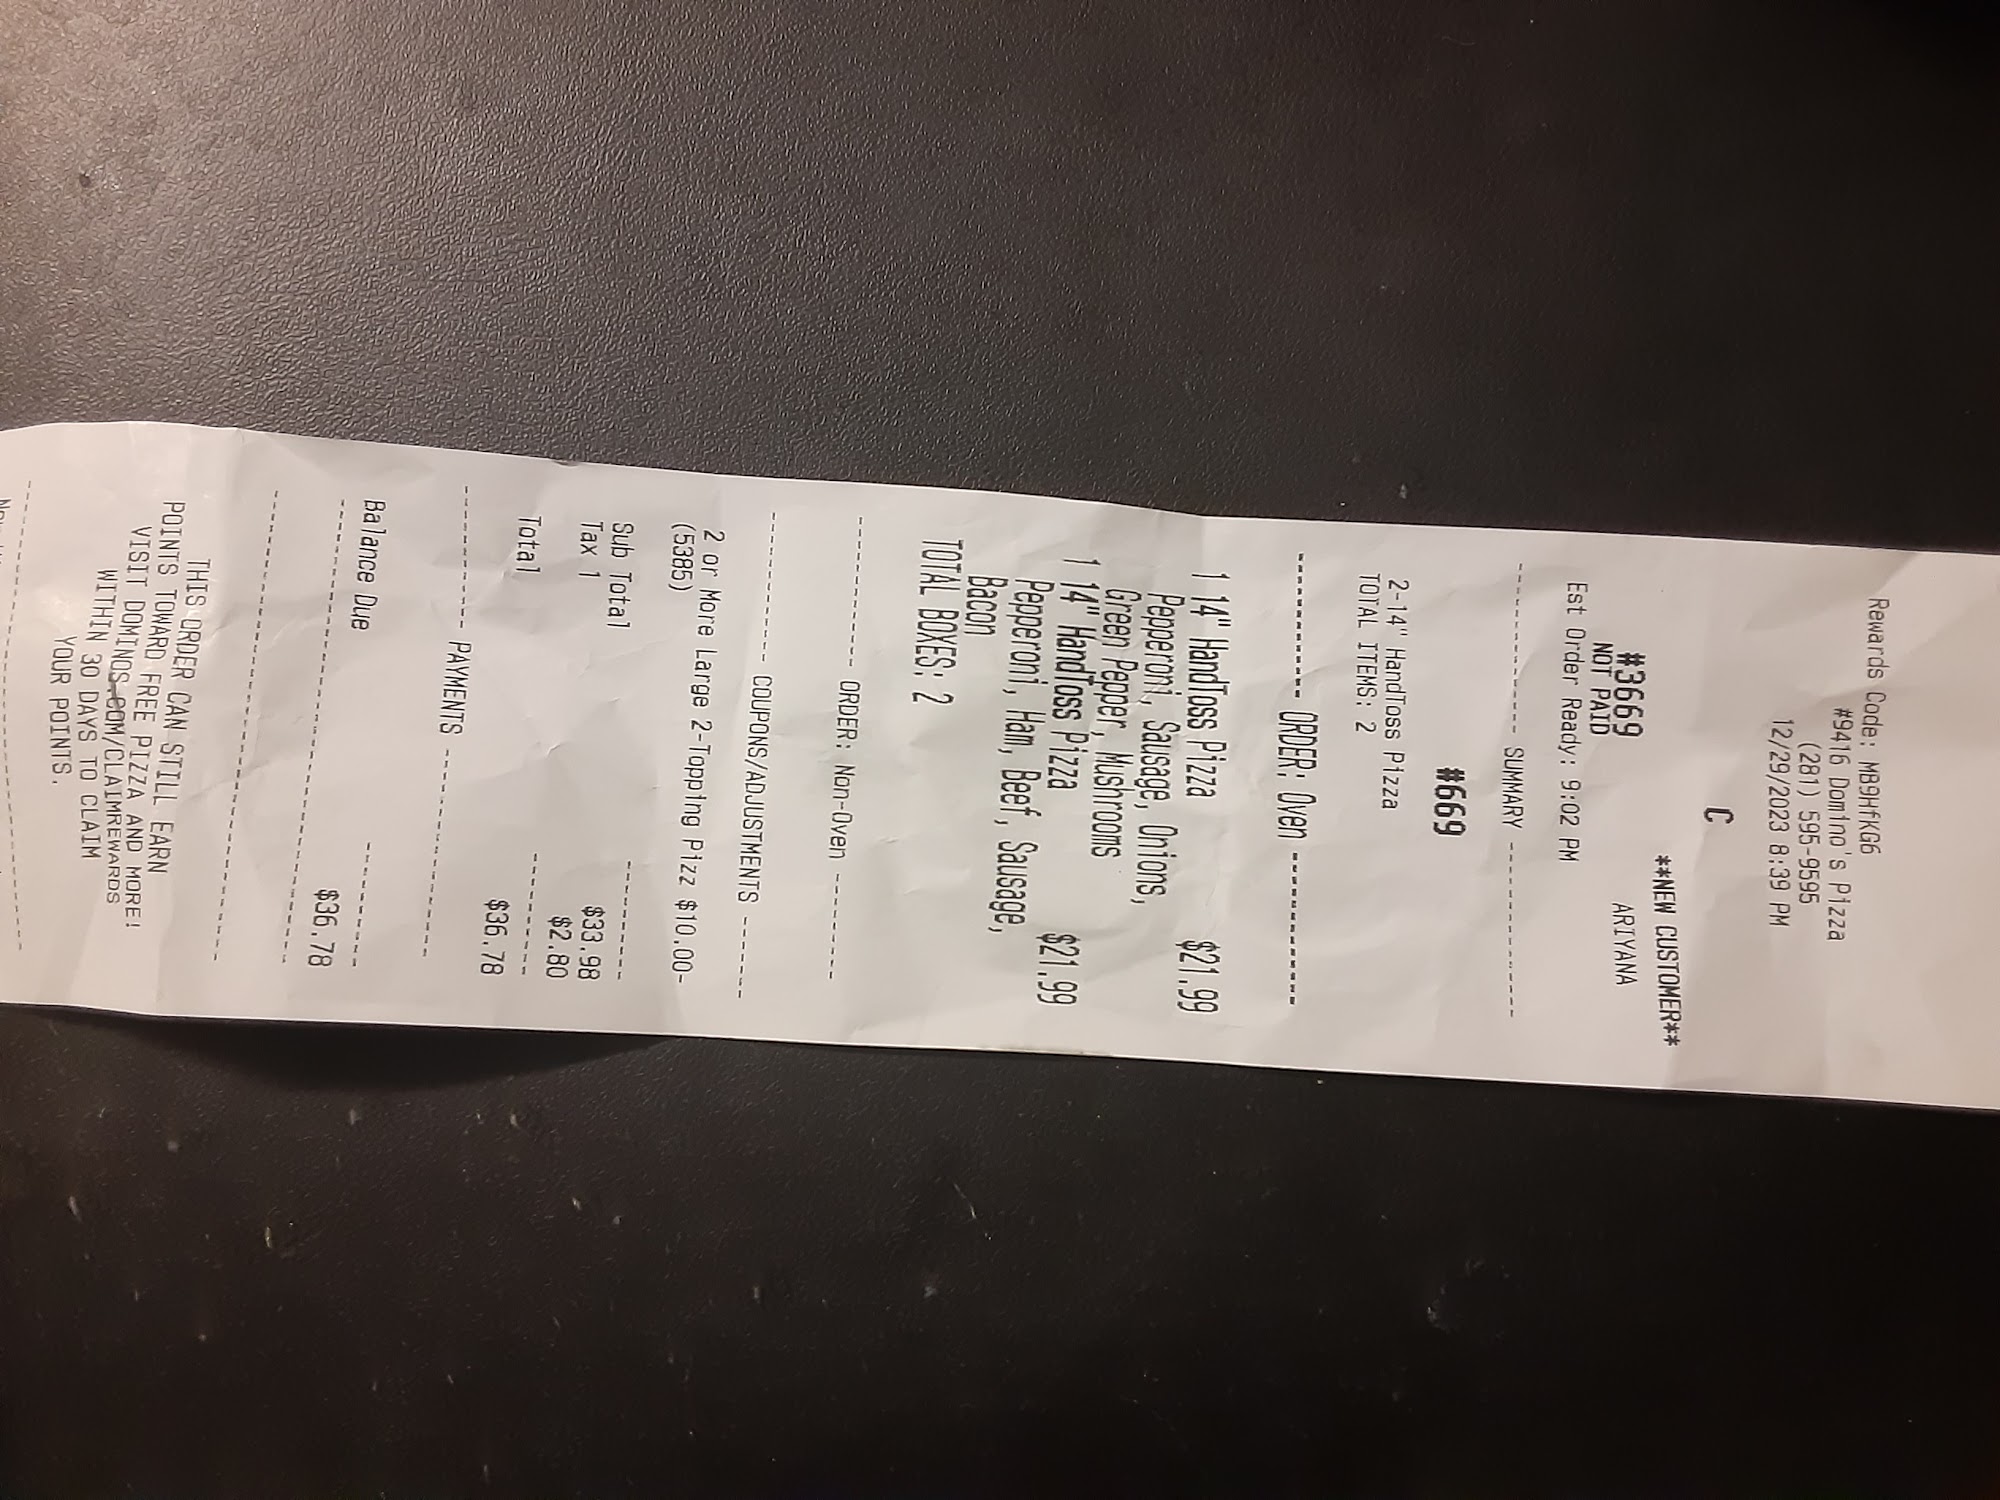 Rewards Code: MB9HfKG6
#9416 Domino's Pizza
(281) 595-9595
12/29/2023 8:39 PM
C
**NEW CUSTOMER**
#3669 ARIYANA
NOT PAID
Est Order Ready: 9:02 PM
------------ SUMMARY ------------
#669
2-14" HandToss Pizza
TOTAL ITEMS: 2
------------ ORDER: Oven ------------
1 14" HandToss Pizza $21.99
Pepperoni, Sausage, Onions,
Green Pepper, Mushrooms
1 14" HandToss Pizza $21.99
Pepperoni, Ham, Beef, Sausage,
Bacon
TOTAL BOXES: 2
------------ ORDER: Non-Oven --------
-------- COUPONS/ADJUSTMENTS -------
2 or More Large 2-Topping Pizz $10.00-
(5385)
Sub Total $33.98
Tax 1 $2.80
Total $36.78
------------ PAYMENTS ------------
Balance Due $36.78
THIS ORDER CAN STILL EARN
POINTS TOWARD FREE PIZZA AND MORE!
VISIT DOMINOS.COM/CLAIMREWARDS
WITHIN 30 DAYS TO CLAIM
YOUR POINTS.